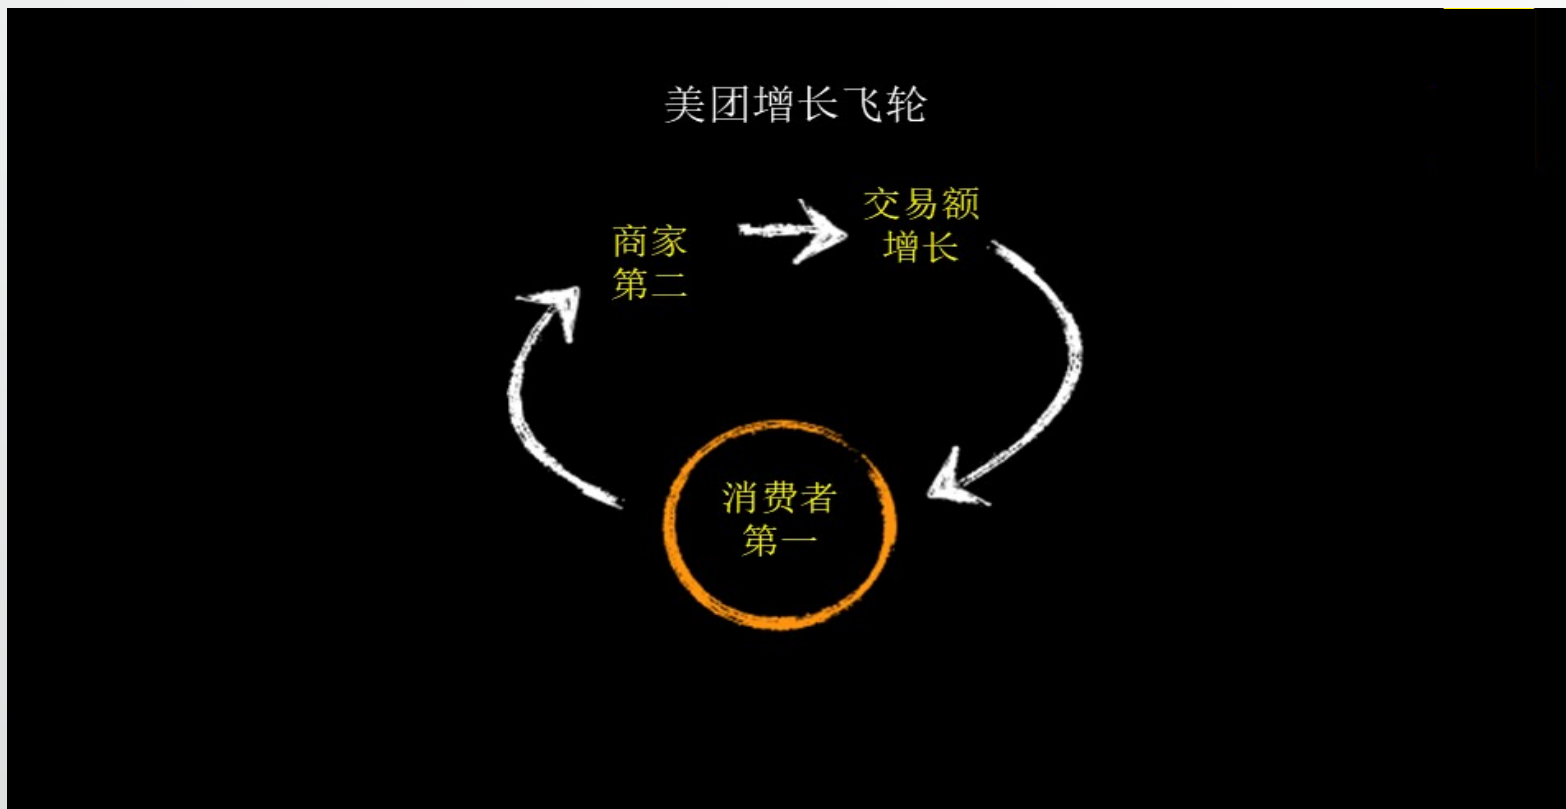 美团增长飞轮
商家
第二
交易额
增长
消费者
第一